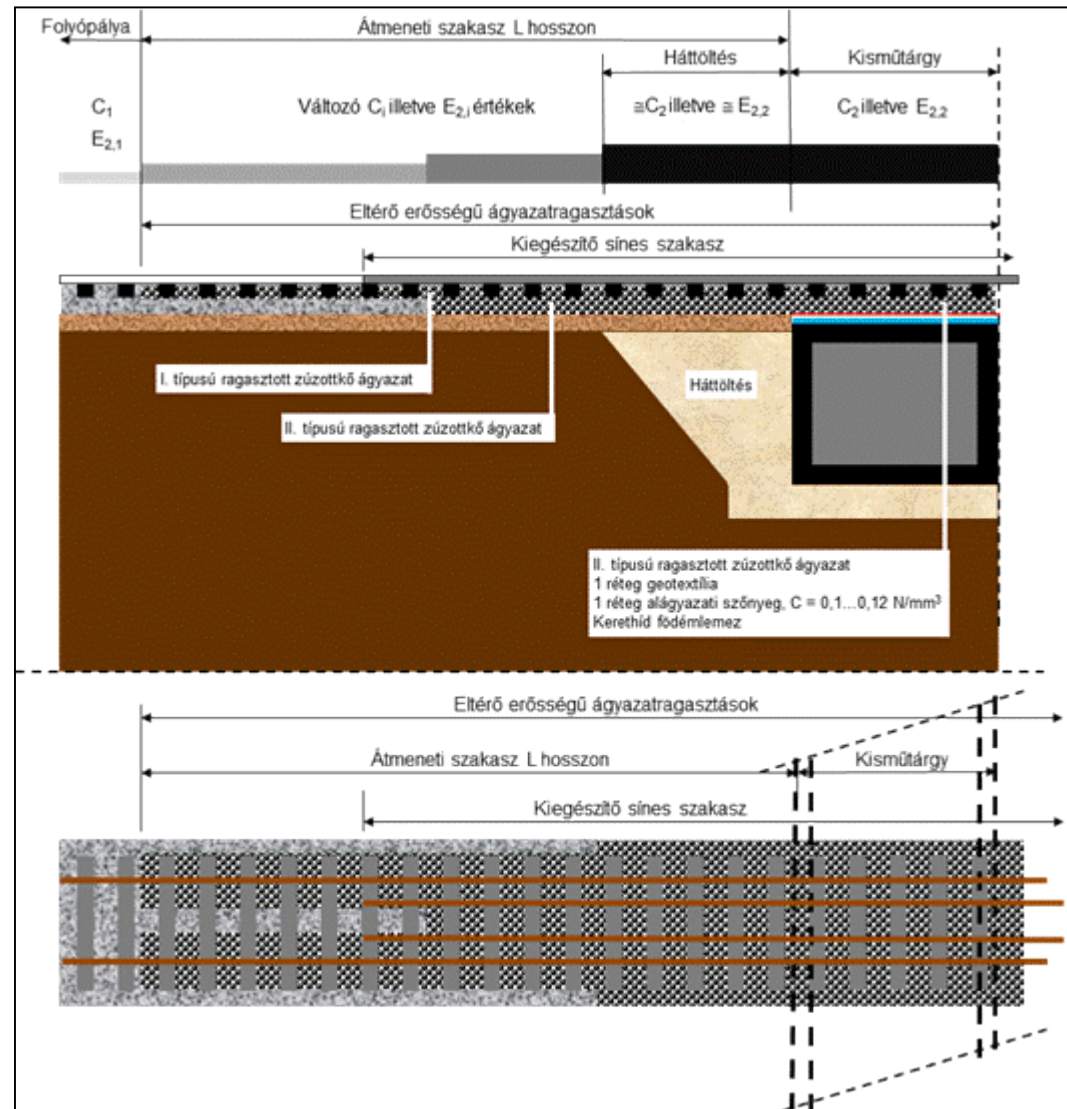 Folyópálya
Átmeneti szakasz L hosszon
Háttöltés
Kisműtárgy
C1
E2,1
Változó Ci illetve E2,i értékek
≅C2 illetve ≅ E2,2
C2 illetve E2,2
Eltérő erősségű ágyazatragasztások
Kiegészítő sínes szakasz
I. típusú ragasztott zúzottkő ágyazat
Háttöltés
II. típusú ragasztott zúzottkő ágyazat
II. típusú ragasztott zúzottkő ágyazat
1 réteg geotextília
1 réteg alágyazati szőnyeg, C = 0,1...0,12 N/mm³
Kerethíd födémlemez
Eltérő erősségű ágyazatragasztások
Átmeneti szakasz L hosszon
Kisműtárgy
Kiegészítő sínes szakasz